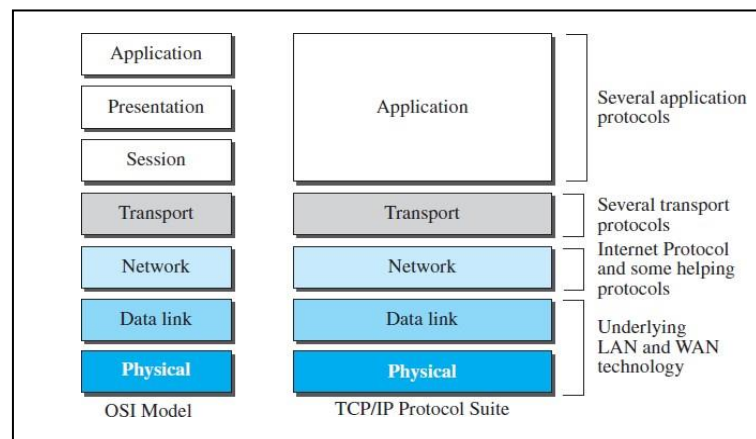 Application
Presentation
Session
Transport
Network
Data link
Physical
OSI Model
Application
Transport
Network
Data link
Physical
TCP/IP Protocol Suite
Several application
protocols
Several transport
protocols
Internet Protocol
and some helping
protocols
Underlying
LAN and WAN
technology